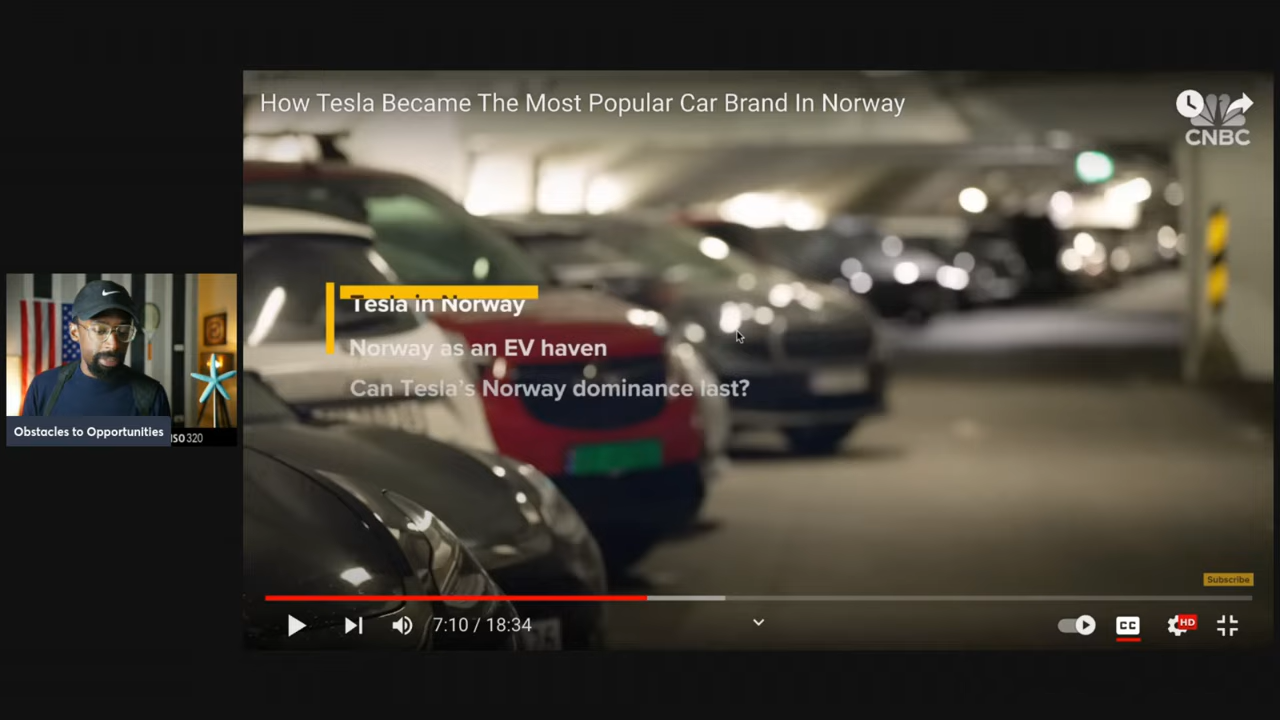 How Tesla Became The Most Popular Car Brand In Norway
CNBC
Tesla in Norway
Norway as an EV haven
Can Tesla's Norway dominance last?
Obstacles to Opportunities
ISO 320
Subscribe
7:10 / 18:34
CC
HD